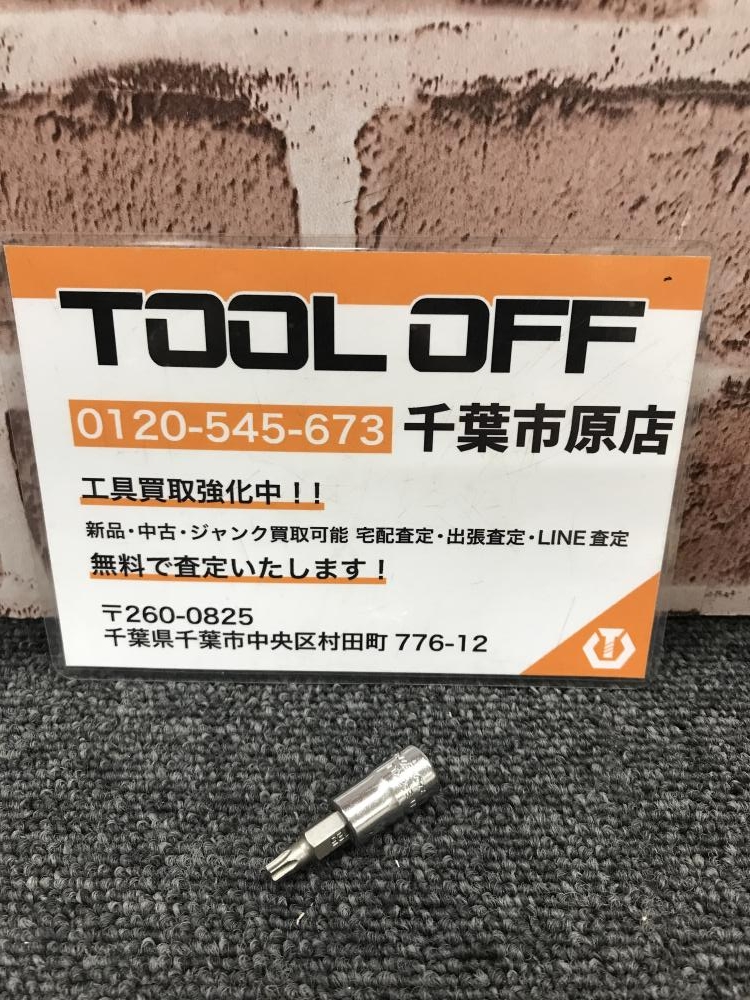 TOOL OFF
0120-545-673 千葉市原店
工具買取強化中！！
新品・中古・ジャンク買取可能 宅配査定・出張査定・LINE査定
無料で査定いたします！
〒260-0825
千葉県千葉市中央区村田町 776-12